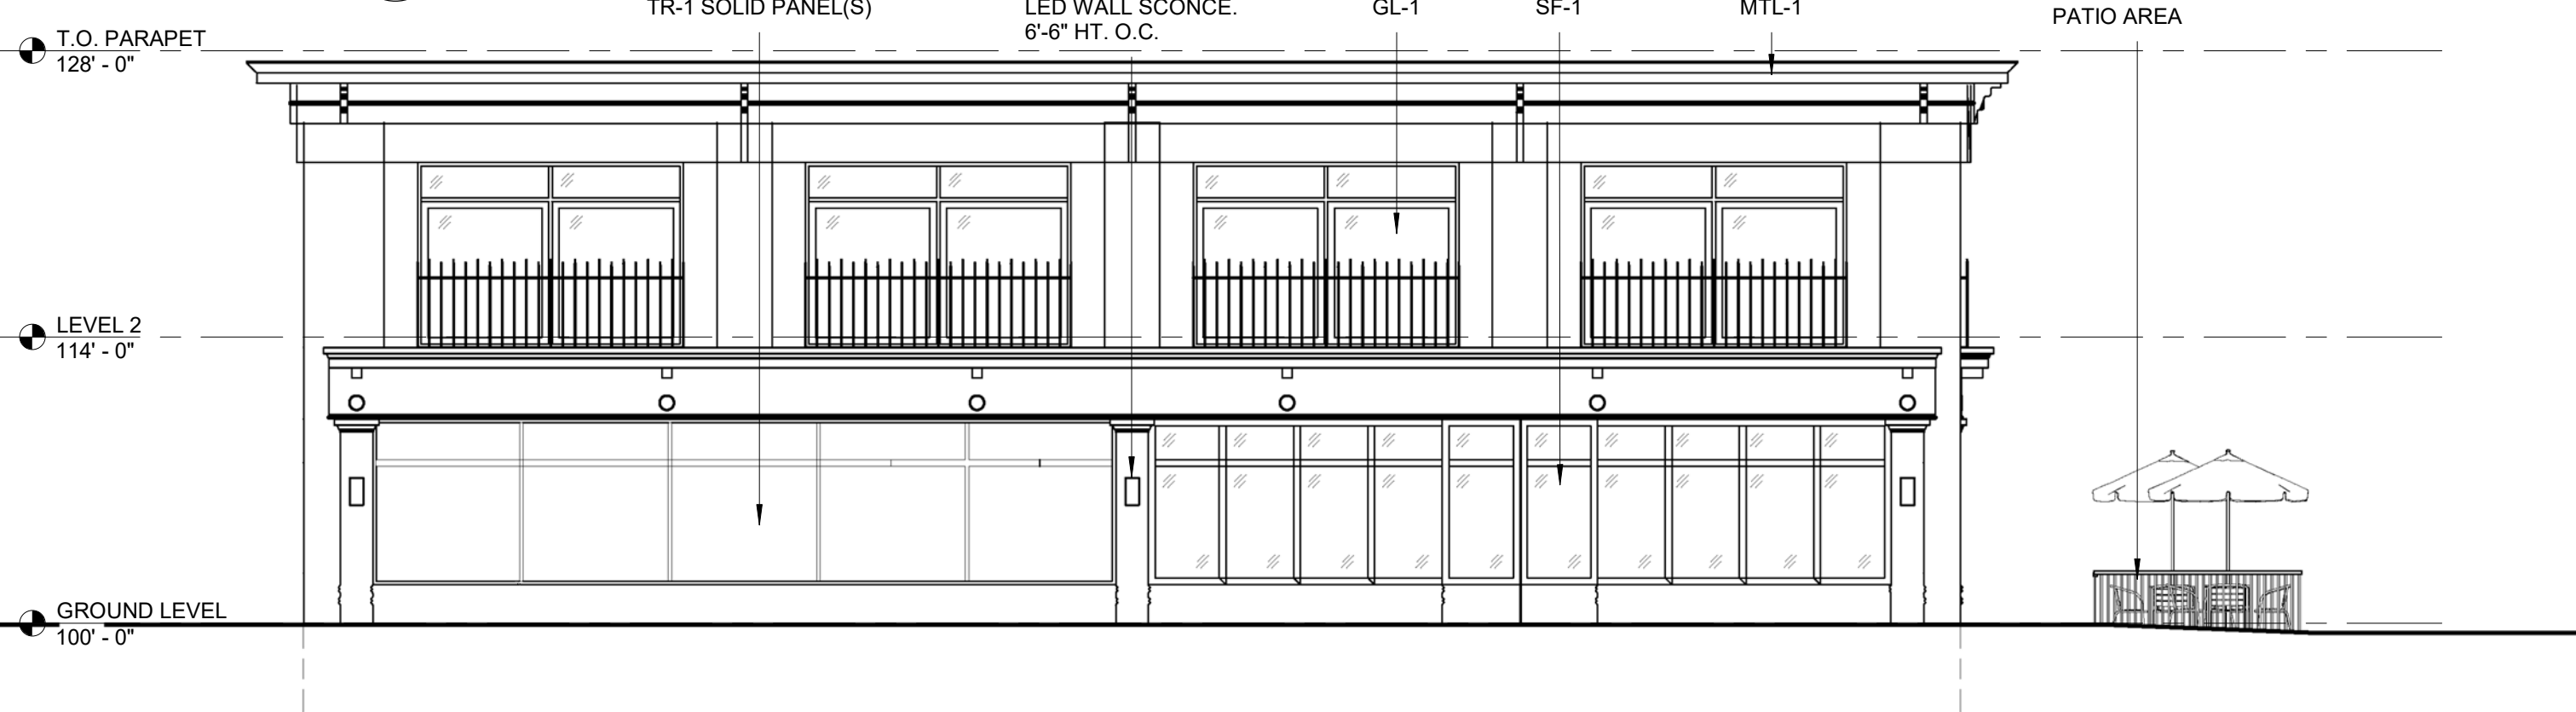 TR-1 SOLID PANEL(S)
LED WALL SCONCE.
6'-6" HT. O.C.
GL-1
SF-1
MTL-1
PATIO AREA
T.O. PARAPET
128' - 0"
LEVEL 2
114' - 0"
GROUND LEVEL
100' - 0"